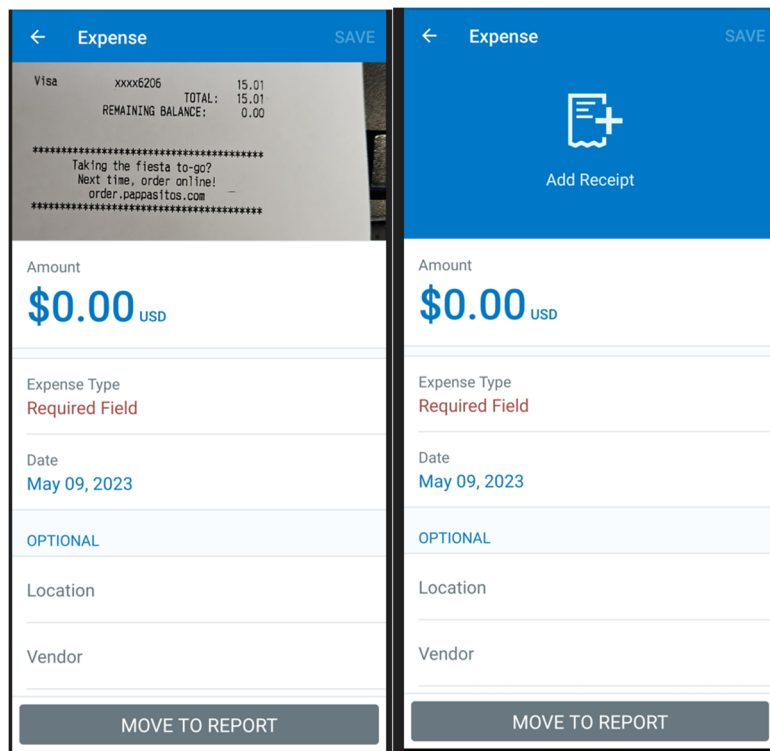 Expense SAVE
Visa xxxx6206 15.01
TOTAL: 15.01
REMAINING BALANCE: 0.00
****************************************
Taking the fiesta to-go?
Next time, order online!
order.pappasitos.com
****************************************
Amount
$0.00 USD
Expense Type
Required Field
Date
May 09, 2023
OPTIONAL
Location
Vendor
MOVE TO REPORT
Expense SAVE
Add Receipt
Amount
$0.00 USD
Expense Type
Required Field
Date
May 09, 2023
OPTIONAL
Location
Vendor
MOVE TO REPORT